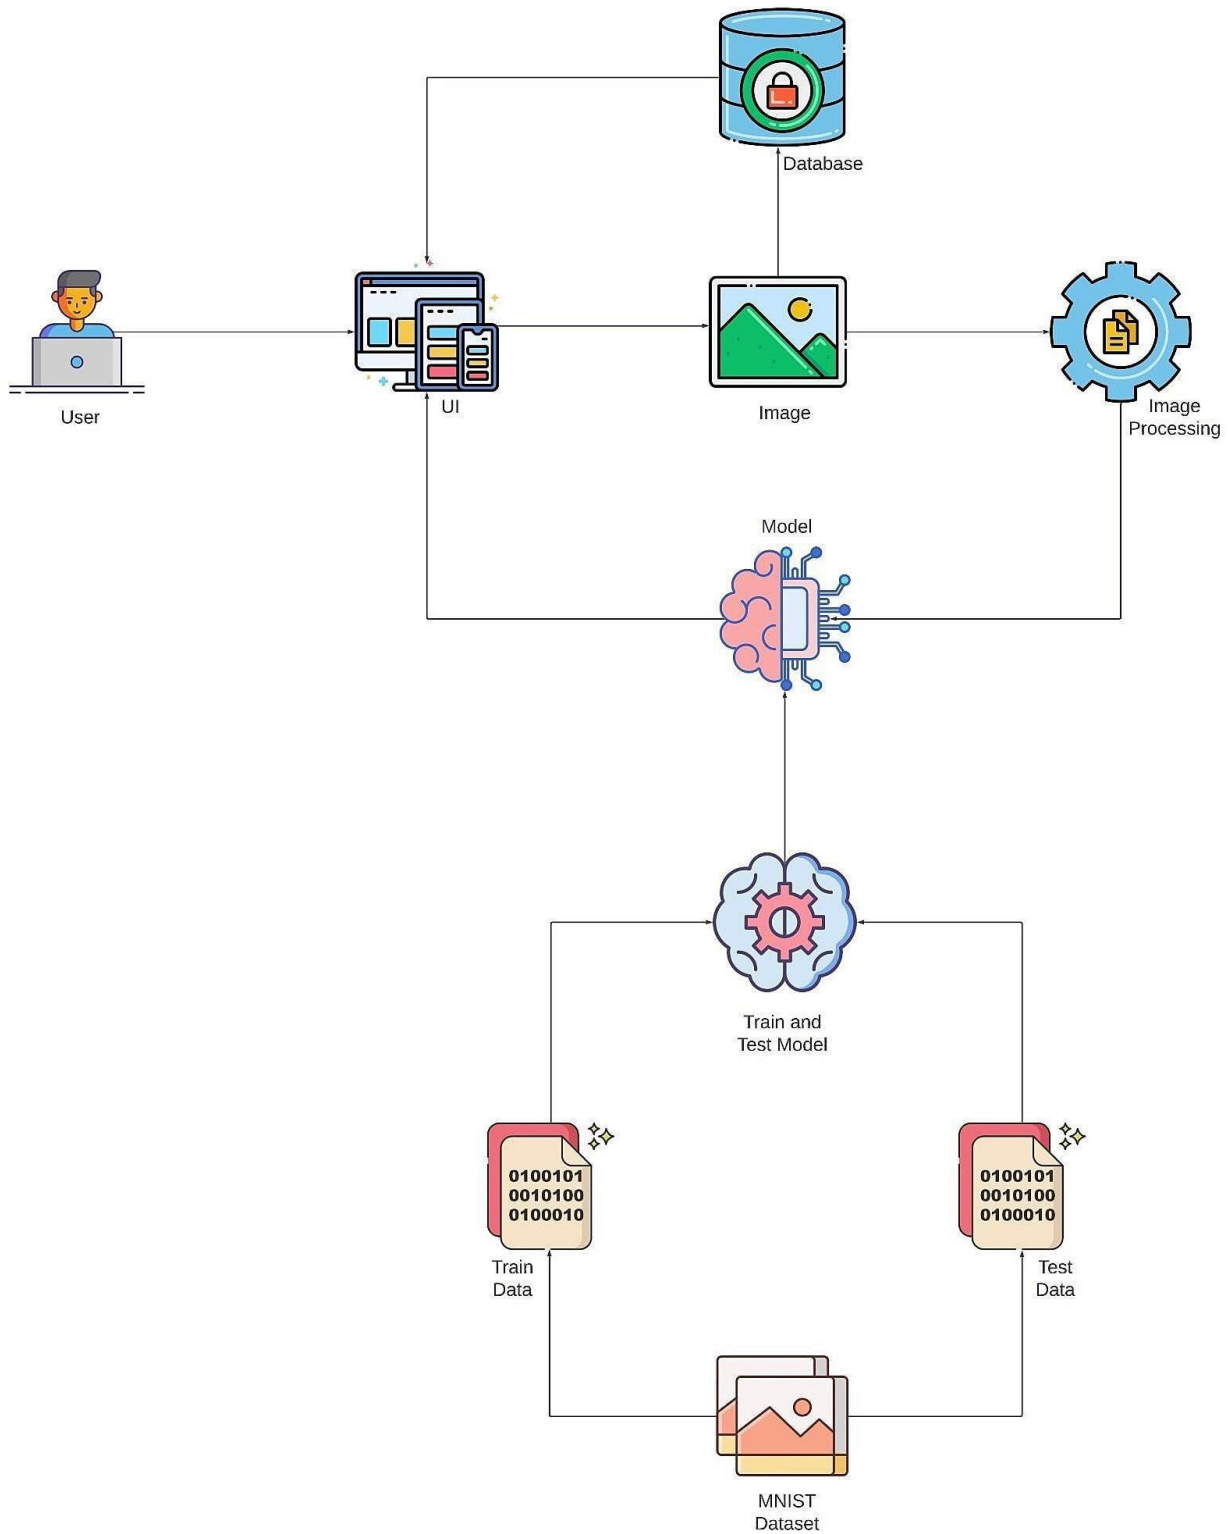 Database
User
UI
Image
Image
Processing
Model
Train and
Test Model
0100101
0010100
0100010
0100101
0010100
0100010
Train
Data
Test
Data
MNIST
Dataset